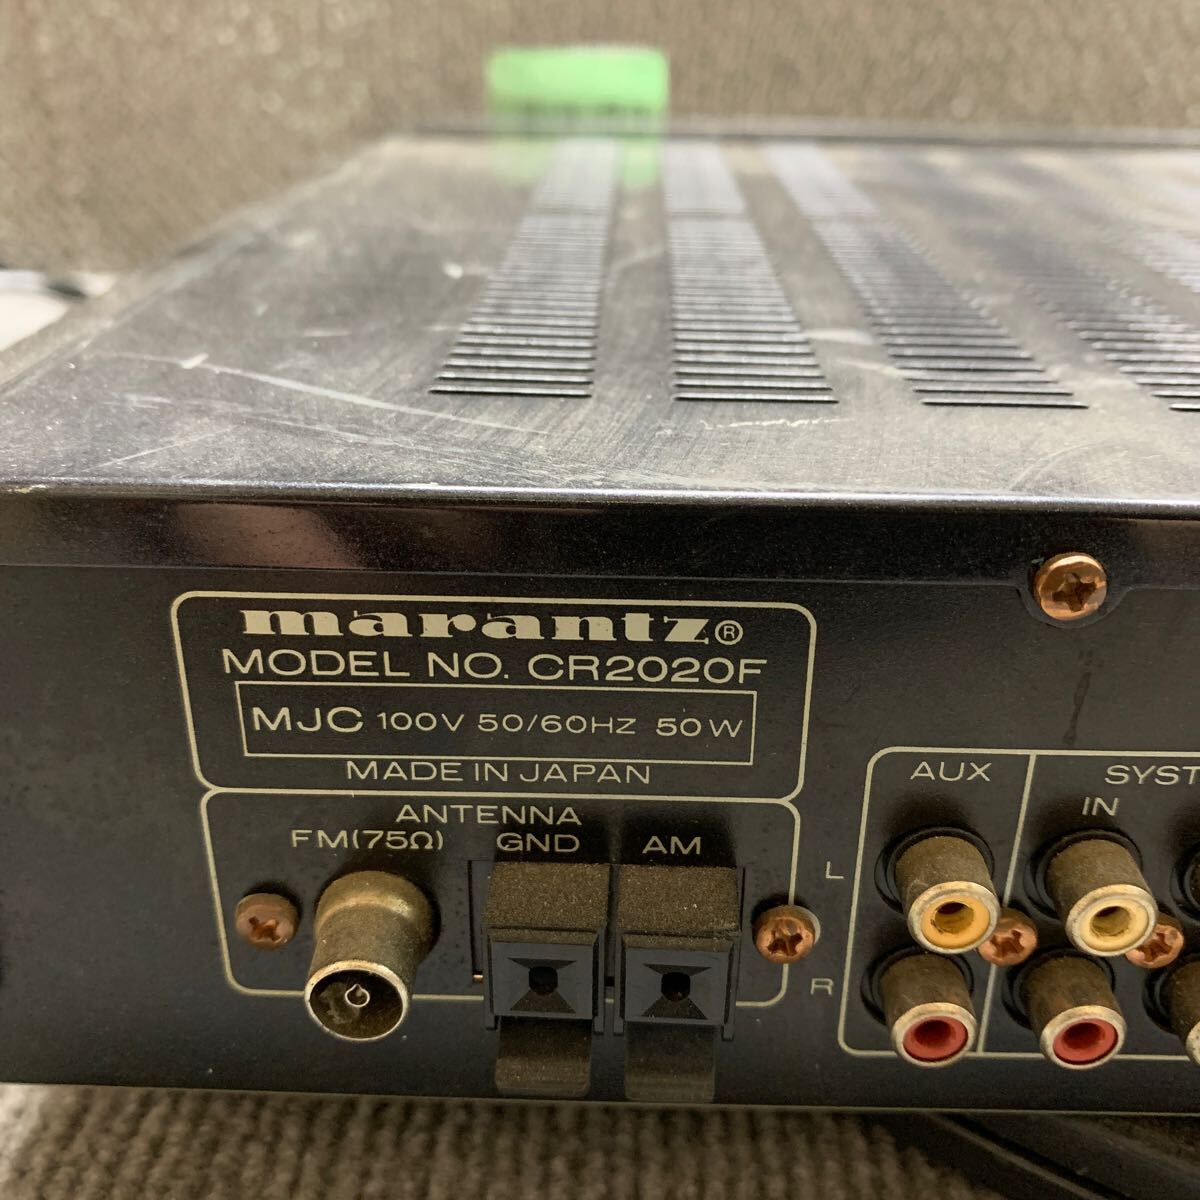 marantz®
MODEL NO. CR2020F
MJC 100V 50/60HZ 50W
MADE IN JAPAN
ANTENNA
FM(75Ω) GND AM
AUX SYST
IN
L
R